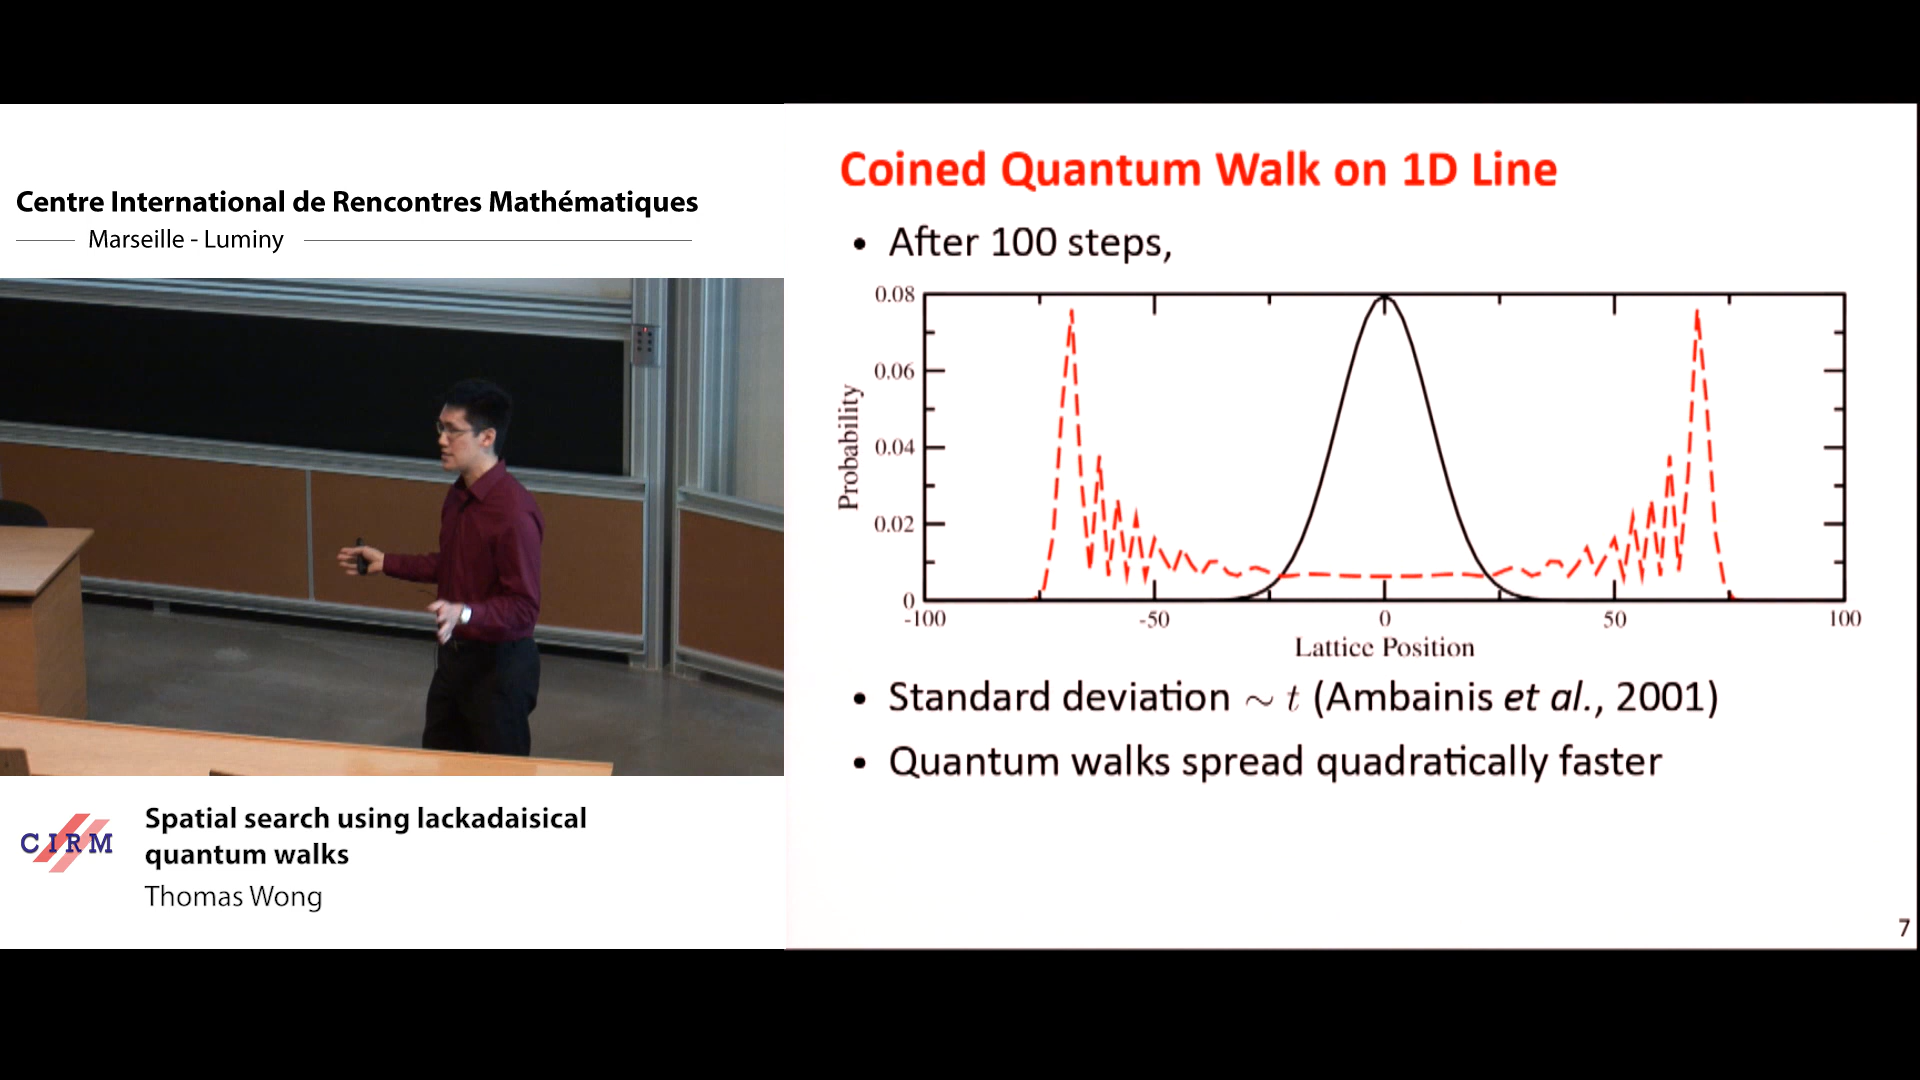 Centre International de Rencontres Mathématiques
Marseille - Luminy
CIRM
Spatial search using lackadaisical
quantum walks
Thomas Wong
Coined Quantum Walk on 1D Line
• After 100 steps,
Probability
0.08
0.06
0.04
0.02
0
-100 -50 0 50 100
Lattice Position
• Standard deviation ~ t (Ambainis et al., 2001)
• Quantum walks spread quadratically faster
7